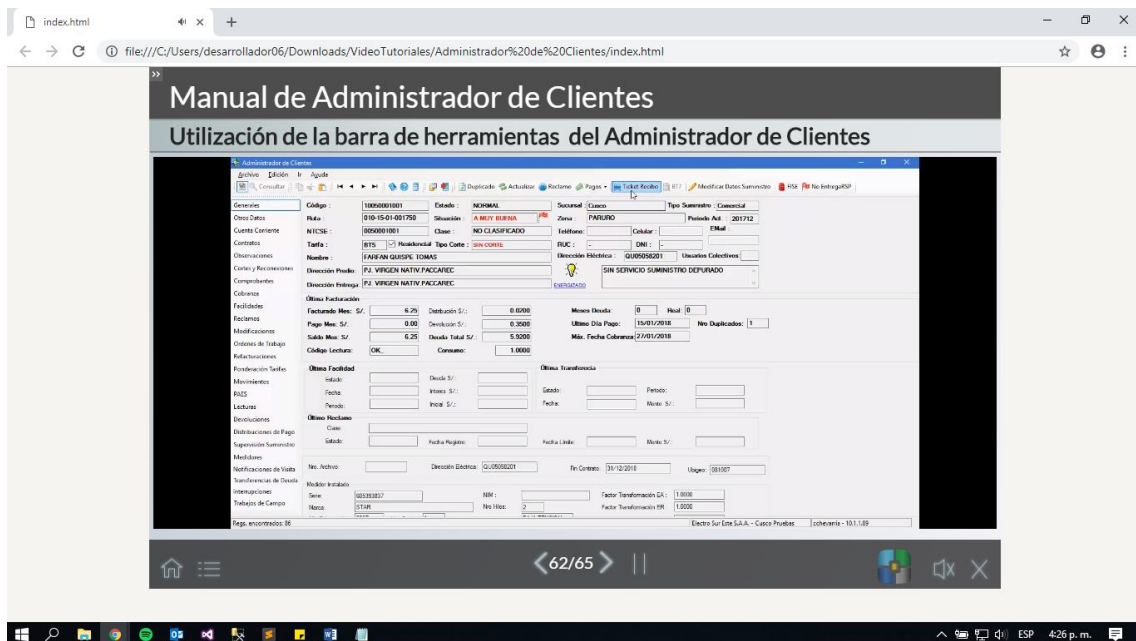 index.html
file:///C:/Users/desarrollador06/Downloads/VideoTutoriales/Administrador%20de%20Clientes/index.html
Manual de Administrador de Clientes
Utilización de la barra de herramientas del Administrador de Clientes
Administrador de Clientes
Archivo Edición Ir Ayuda
Consultar Duplicado Actualizar Reclamo Pagos Ticket Recibo BT7 Modificar Datos Suministro FISE No EntregaRSP
Generales Código : 10050001001 Estado : NORMAL Sucursal : Cusco Tipo Suministro : Comercial
Otros Datos Ruta : 010-15-01-001750 Situación : A MUY BUENA Zona : PARURO Periodo Act. : 201712
Cuenta Corriente NTCSE : 0050001001 Clase : NO CLASIFICADO Teléfono: Celular : EMail :
Contratos Tarifa : BT5 Residencial Tipo Corte : SIN CORTE RUC : - DNI : -
Observaciones Nombre : FARFAN QUISPE TOMAS Dirección Eléctrica : QU05058201 Usuarios Colectivos:
Cortes y Reconexiones Dirección Predio: PJ. VIRGEN NATIV.PACCAREC SIN SERVICIO SUMINISTRO DEPURADO
Comprobantes Dirección Entrega: PJ. VIRGEN NATIV.PACCAREC ENERGIZADO
Cobranza Última Facturación
Facilidades Facturado Mes: S/. 6.25 Distribución S/.: 0.0200 Meses Deuda: 0 Real: 0
Reclamos Pago Mes: S/. 0.00 Devolución S/.: 0.3500 Ultimo Día Pago: 15/01/2018 Nro Duplicados: 1
Modificaciones Saldo Mes: S/. 6.25 Deuda Total S/.: 5.9200 Máx. Fecha Cobranza: 27/01/2018
Ordenes de Trabajo Código Lectura: OK_ Consumo: 1.0000
Refacturaciones
Ponderación Tarifas Última Facilidad Última Transferencia
Movimientos Estado: Deuda S/.: Estado: Periodo:
PAES Fecha: Interes S/.: Fecha: Monto S/.:
Lecturas Periodo: Inicial S/.:
Devoluciones Último Reclamo
Distribuciones de Pago Clase:
Supervisión Suministro Estado: Fecha Registro: Fecha Límite: Monto S/.:
Medidores
Notificaciones de Visita Nro. Archivo: Dirección Eléctrica: QU05058201 Fin Contrato: 31/12/2010 Ubigeo: 081007
Transferencias de Deuda Medidor Instalado
Interrupciones Serie: NIM : Factor Transformación EA : 1.0000
Trabajos de Campo Marca: STAR Nro Hilos: 2 Factor Transformación ER 1.0000
Regs. encontrados: 86 Electro Sur Este S.A.A. - Cusco Pruebas cchevarria - 10.1.1.89
62/65
ESP 4:26 p. m.